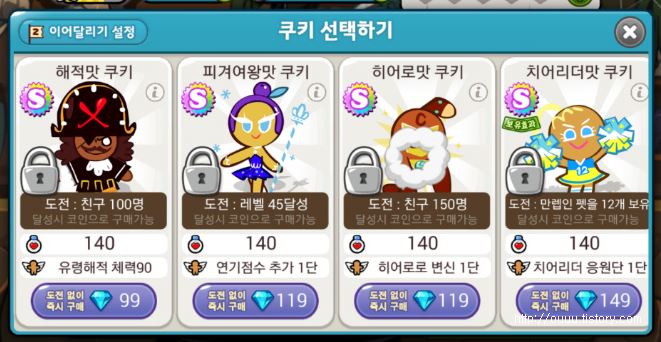 2 이어달리기 설정
쿠키 선택하기
해적맛 쿠키
S
도전 : 친구 100명
달성시 코인으로 구매가능
140
유령해적 체력90
도전 없이
즉시 구매
99
피겨여왕맛 쿠키
S
도전 : 레벨 45달성
달성시 코인으로 구매가능
140
연기점수 추가 1단
도전 없이
즉시 구매
119
히어로맛 쿠키
S
C
도전 : 친구 150명
달성시 코인으로 구매가능
140
히어로로 변신 1단
도전 없이
즉시 구매
119
치어리더맛 쿠키
S
보유효과
12
도전 : 만렙인 펫을 12개 보유
달성시 코인으로 구매가능
140
치어리더 응원단 1단
도전 없이
즉시 구매
149